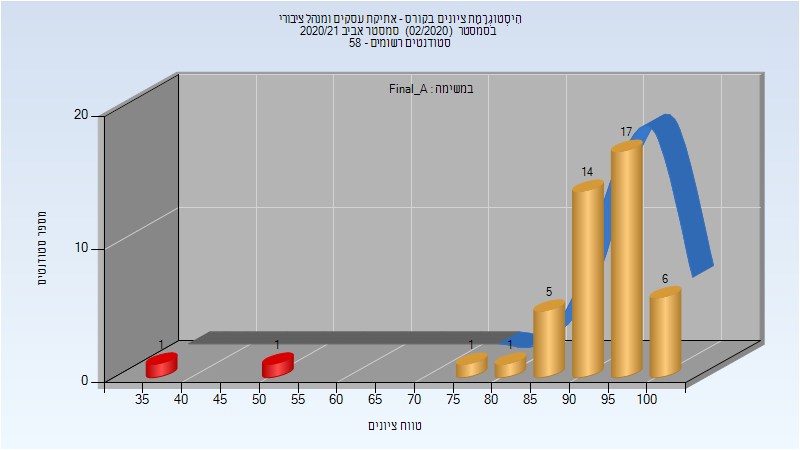 היסטוגרמת ציונים בקורס - אתיקת עסקים ומנהל ציבורי
בסמסטר (02/2020) סמסטר אביב 2020/21
סטודנטים רשומים - 58
במשימה : Final_A
מספר סטודנטים
20
10
0
1
1
1
1
5
14
17
6
35 40 45 50 55 60 65 70 75 80 85 90 95 100
טווח ציונים